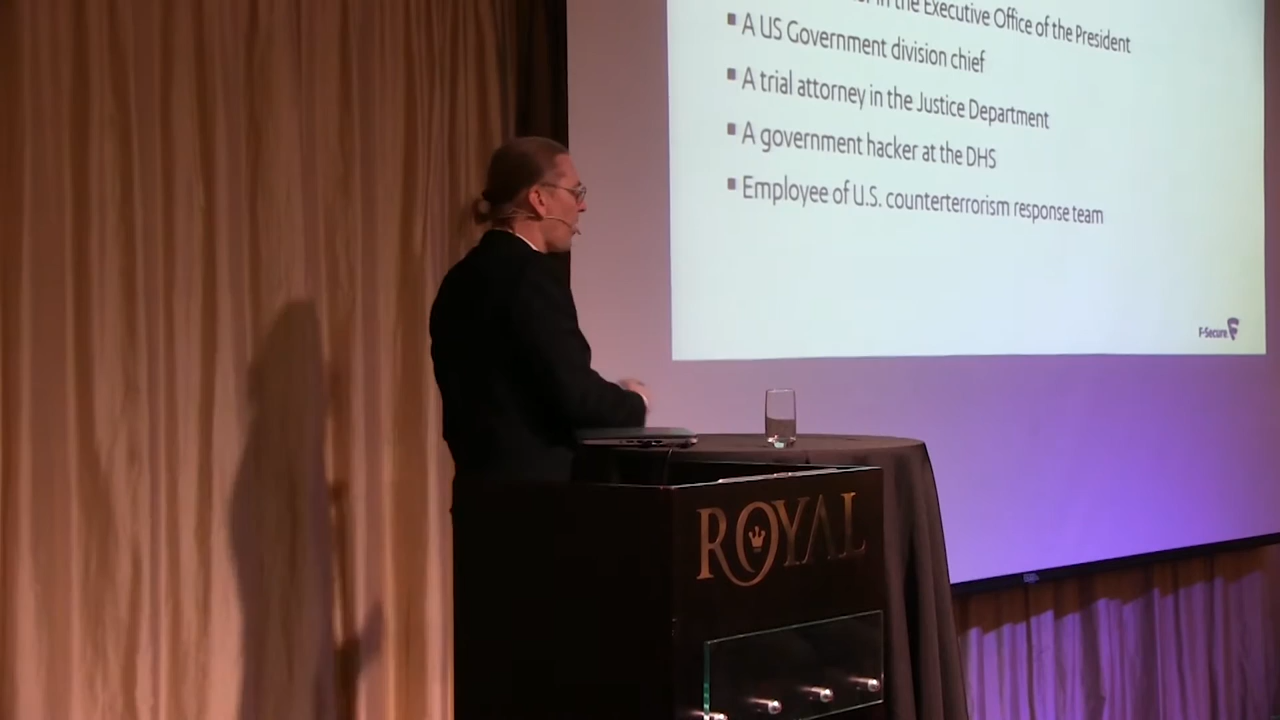 in the Executive Office of the President
▪ A US Government division chief
▪ A trial attorney in the Justice Department
▪ A government hacker at the DHS
▪ Employee of U.S. counterterrorism response team
F-Secure
ROYAL